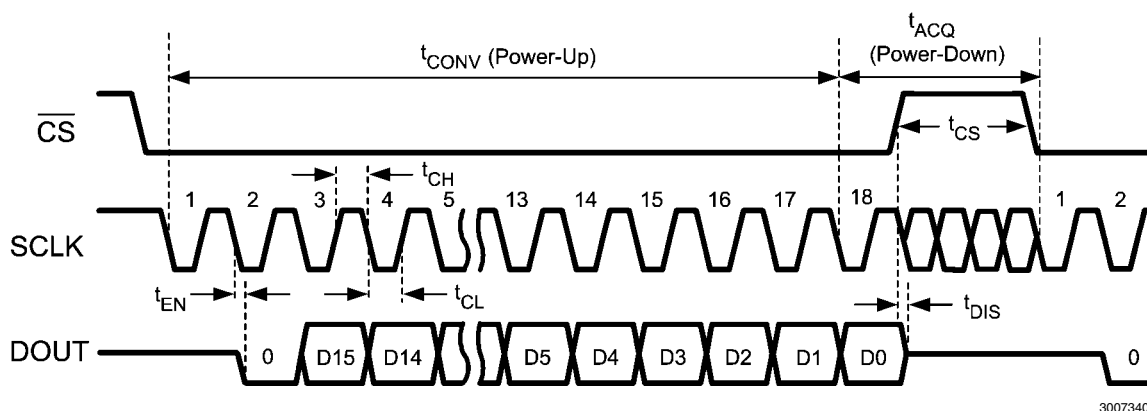 tCONV (Power-Up)
tACQ
(Power-Down)
CS
tCS
tCH
1 2 3 4 5 13 14 15 16 17 18 1 2
SCLK
tEN
tCL
tDIS
DOUT
0 D15 D14 D5 D4 D3 D2 D1 D0 0
3007340